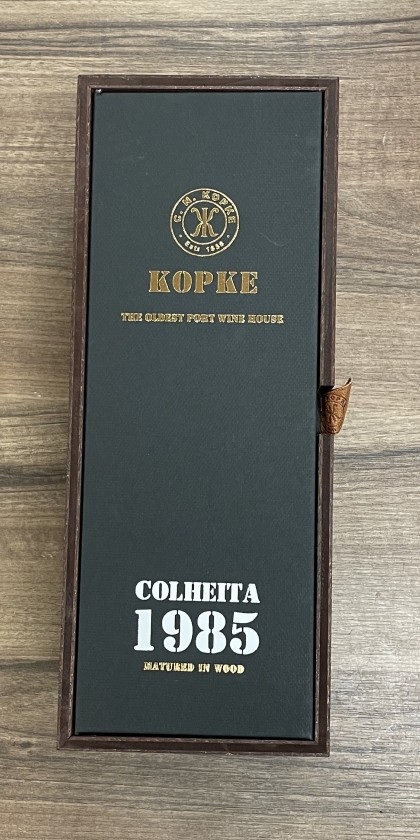 C. N. KOPKE
Estd 1638
KOPKE
THE OLDEST PORT WINE HOUSE
COLHEITA
1985
MATURED IN WOOD